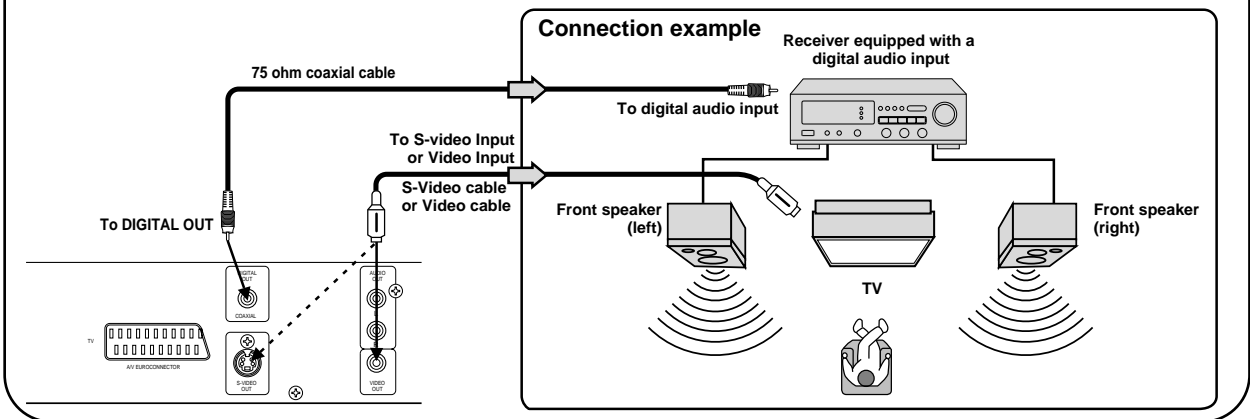 Connection example
Receiver equipped with a
digital audio input
75 ohm coaxial cable
To digital audio input
To S-video Input
or Video Input
S-Video cable
or Video cable
Front speaker
(left)
Front speaker
(right)
To DIGITAL OUT
TV
DIGITAL
OUT
COAXIAL
AUDIO
OUT
TV
A/V EUROCONNECTOR
S-VIDEO
OUT
VIDEO
OUT